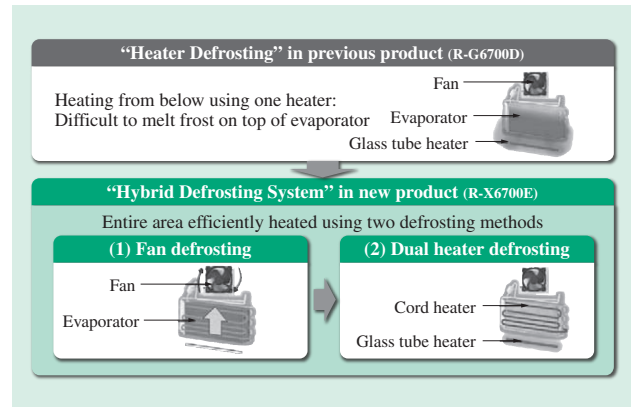 “Heater Defrosting” in previous product (R-G6700D)
Heating from below using one heater:
Difficult to melt frost on top of evaporator
Fan
Evaporator
Glass tube heater
“Hybrid Defrosting System” in new product (R-X6700E)
Entire area efficiently heated using two defrosting methods
(1) Fan defrosting
Fan
Evaporator
(2) Dual heater defrosting
Cord heater
Glass tube heater